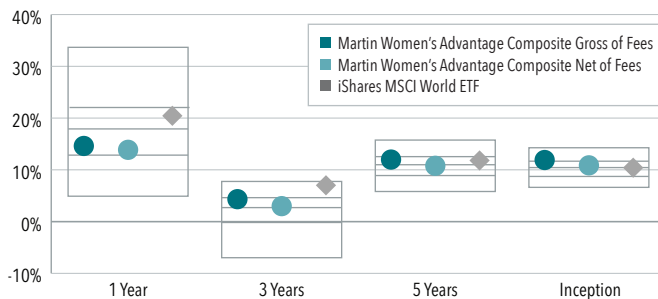 40%
30%
20%
10%
0%
-10%
Martin Women's Advantage Composite Gross of Fees
Martin Women's Advantage Composite Net of Fees
iShares MSCI World ETF
1 Year
3 Years
5 Years
Inception